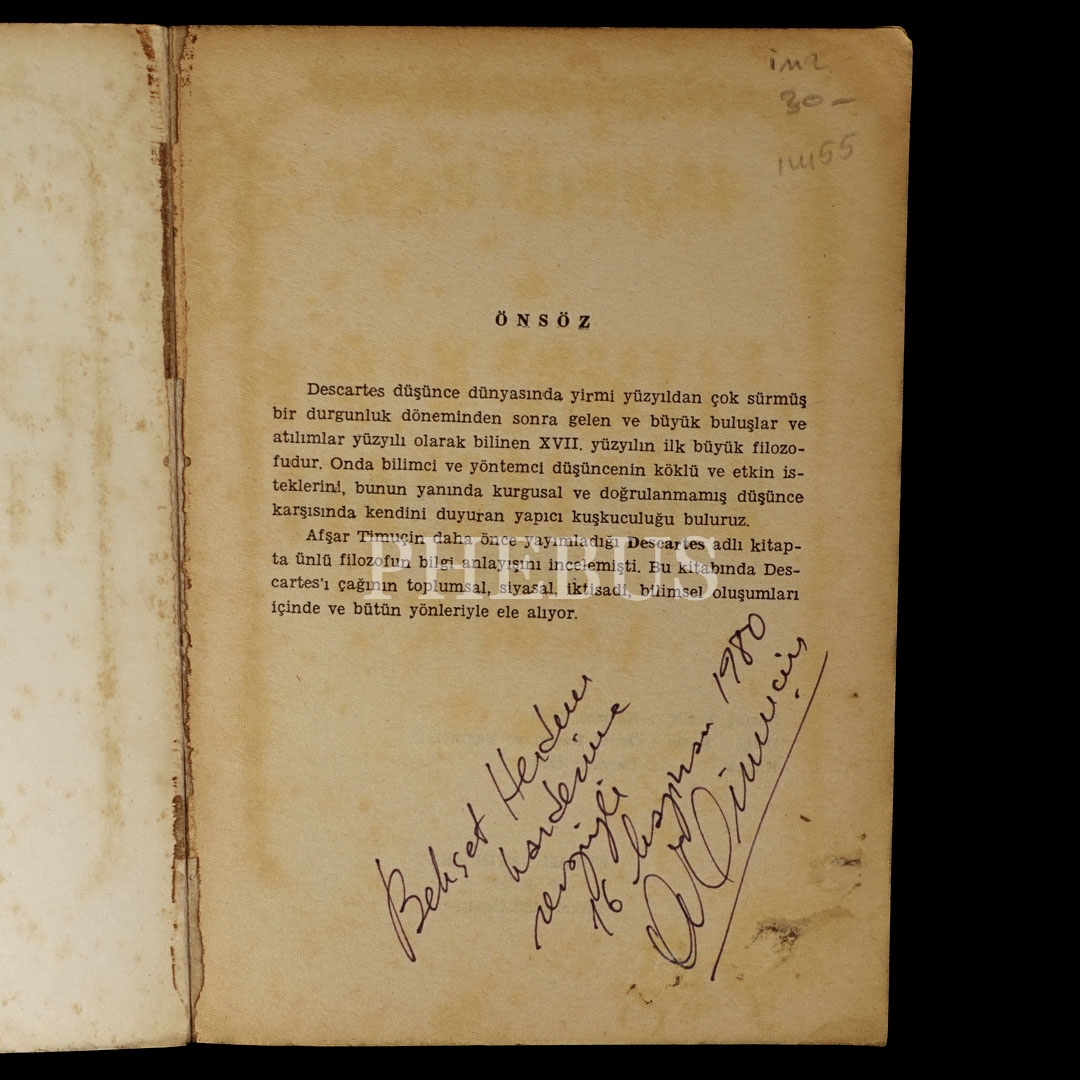 imz
30-
ÖNSÖZ
Descartes düşünce dünyasında yirmi yüzyıldan çok sürmüş
bir durgunluk döneminden sonra gelen ve büyük buluşlar ve
atılımlar yüzyılı olarak bilinen XVII. yüzyılın ilk büyük filozo-
fudur. Onda bilimci ve yöntemci düşüncenin köklü ve etkin is-
teklerini, bunun yanında kurgusal ve doğrulanmamış düşünce
karşısında kendini duyuran yapıcı kuşkuculuğu buluruz.
Afşar Timuçin daha önce yayımladığı Descartes adlı kitap-
ta ünlü filozofun bilgi anlayışını incelemişti. Bu kitabında Des-
cartes'ı çağının toplumsal, siyasal, iktisadi, bilimsel oluşumları
içinde ve bütün yönleriyle ele alıyor.
PHEBUS
Behçet
kardeşime
sevgiyle
16 haziran 1980
A Timuçin